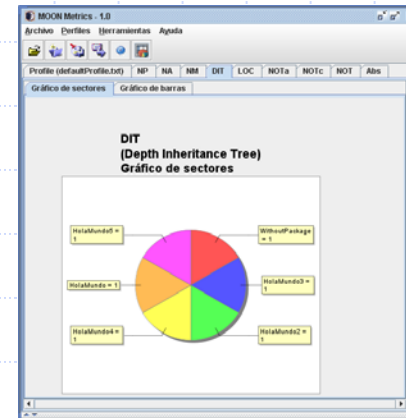 MOON Metrics - 1.0
Archivo Perfiles Herramientas Ayuda
Profile (defaultProfile.txt) NP NA NM DIT LOC NOTa NOTc NOT Abs
Gráfico de sectores Gráfico de barras
DIT
(Depth Inheritance Tree)
Gráfico de sectores
HolaMundo5 =
1
WithoutPackage
= 1
HolaMundo = 1
HolaMundo3 =
1
HolaMundo4 =
1
HolaMundo2 =
1